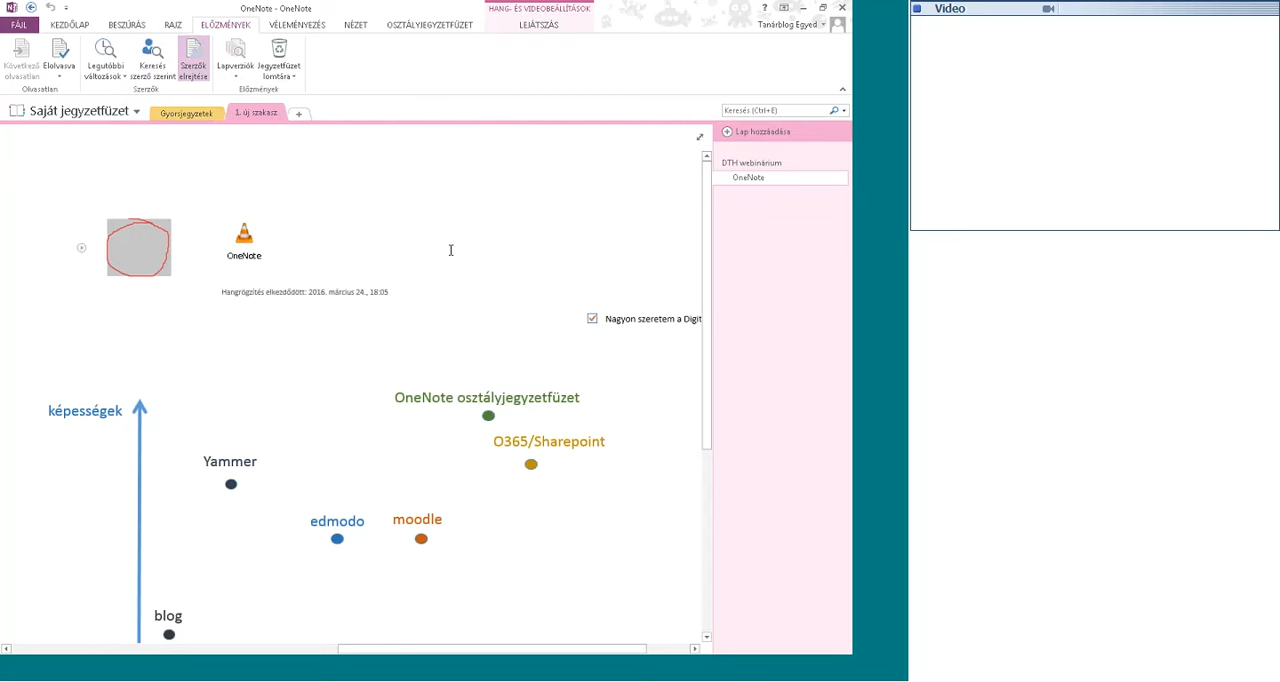 OneNote - OneNote
HANG- ÉS VIDEOBEÁLLÍTÁSOK
Video
FÁJL KEZDŐLAP BESZÚRÁS RAJZ ELŐZMÉNYEK VÉLEMÉNYEZÉS NÉZET OSZTÁLYJEGYZETFÜZET LEJÁTSZÁS
Tanárblog Egyed
Következő olvasatlan
Elolvasva
Legutóbbi változások
Keresés szerző szerint
Szerzők elrejtése
Lapverziók
Jegyzetfüzet lomtára
Olvasatlan Szerzők Előzmények
Saját jegyzetfüzet Gyorsjegyzetek 1. új szakasz +
Keresés (Ctrl+E)
Lap hozzáadása
DTH webinárium
OneNote
OneNote
Hangrögzítés elkezdődött: 2016. március 24., 18:05
Nagyon szeretem a Digit
képességek
OneNote osztályjegyzetfüzet
O365/Sharepoint
Yammer
edmodo
moodle
blog